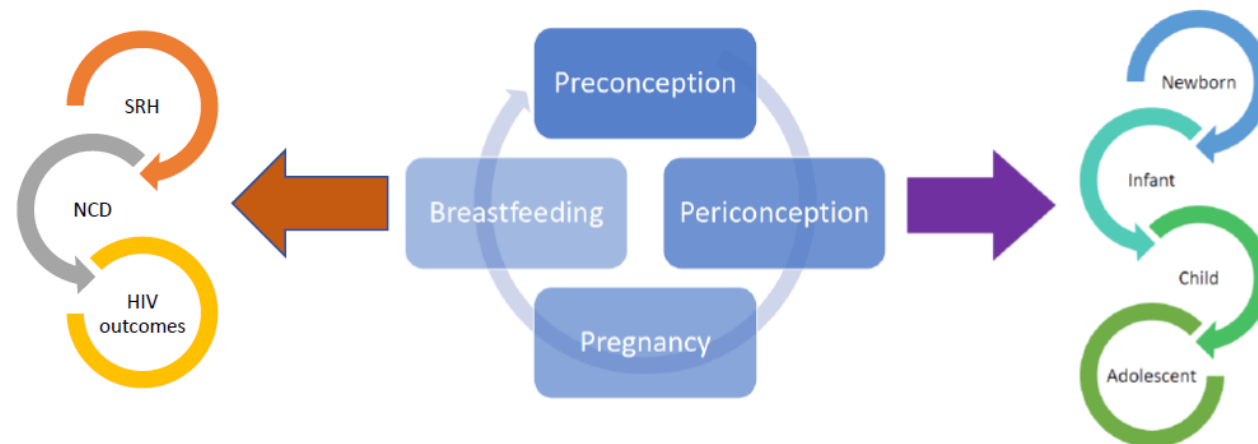 SRH
NCD
HIV
outcomes
Preconception
Breastfeeding
Periconception
Pregnancy
Newborn
Infant
Child
Adolescent